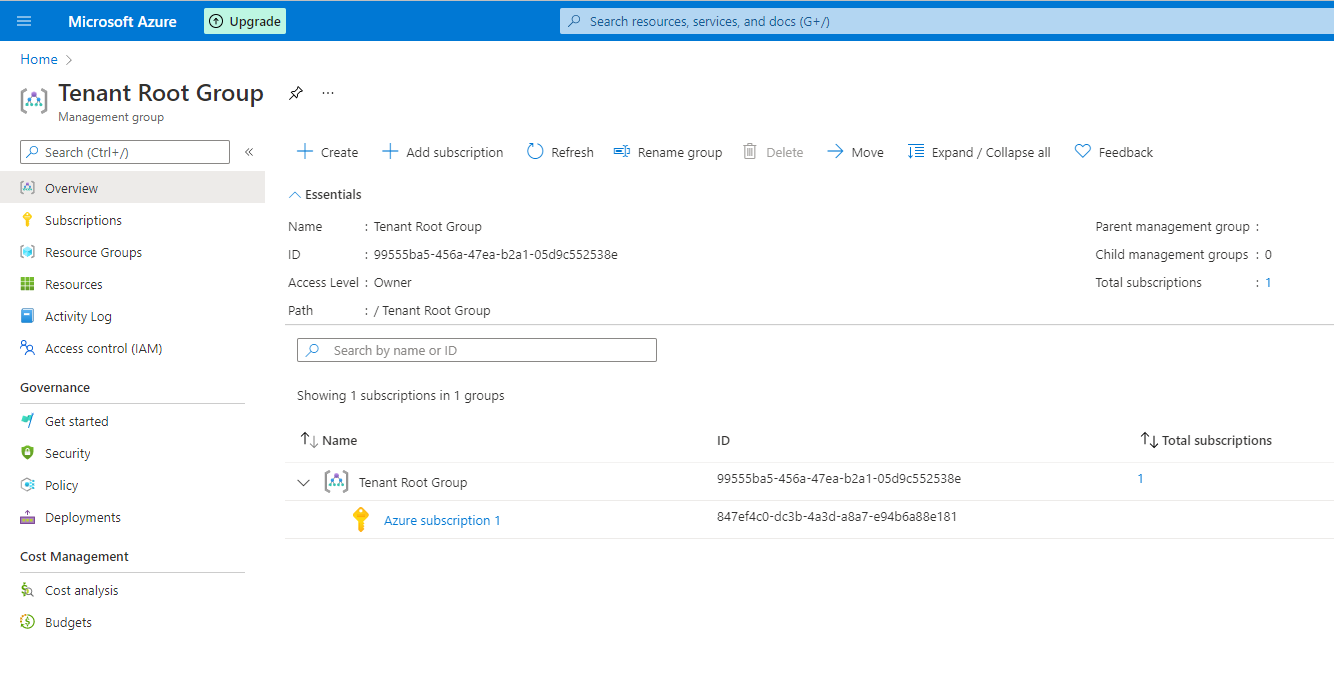 Microsoft Azure
Upgrade
Search resources, services, and docs (G+/)
Home
Tenant Root Group
...
Management group
Search (Ctrl+/)
«
Overview
Subscriptions
Resource Groups
Resources
Activity Log
Access control (IAM)
Governance
Get started
Security
Policy
Deployments
Cost Management
Cost analysis
Budgets
Create
Add subscription
Refresh
Rename group
Delete
Move
Expand / Collapse all
Feedback
Essentials
Name : Tenant Root Group
ID : 99555ba5-456a-47ea-b2a1-05d9c552538e
Access Level : Owner
Path : / Tenant Root Group
Parent management group :
Child management groups : 0
Total subscriptions : 1
Search by name or ID
Showing 1 subscriptions in 1 groups
Name ID Total subscriptions
Tenant Root Group 99555ba5-456a-47ea-b2a1-05d9c552538e 1
Azure subscription 1 847ef4c0-dc3b-4a3d-a8a7-e94b6a88e181